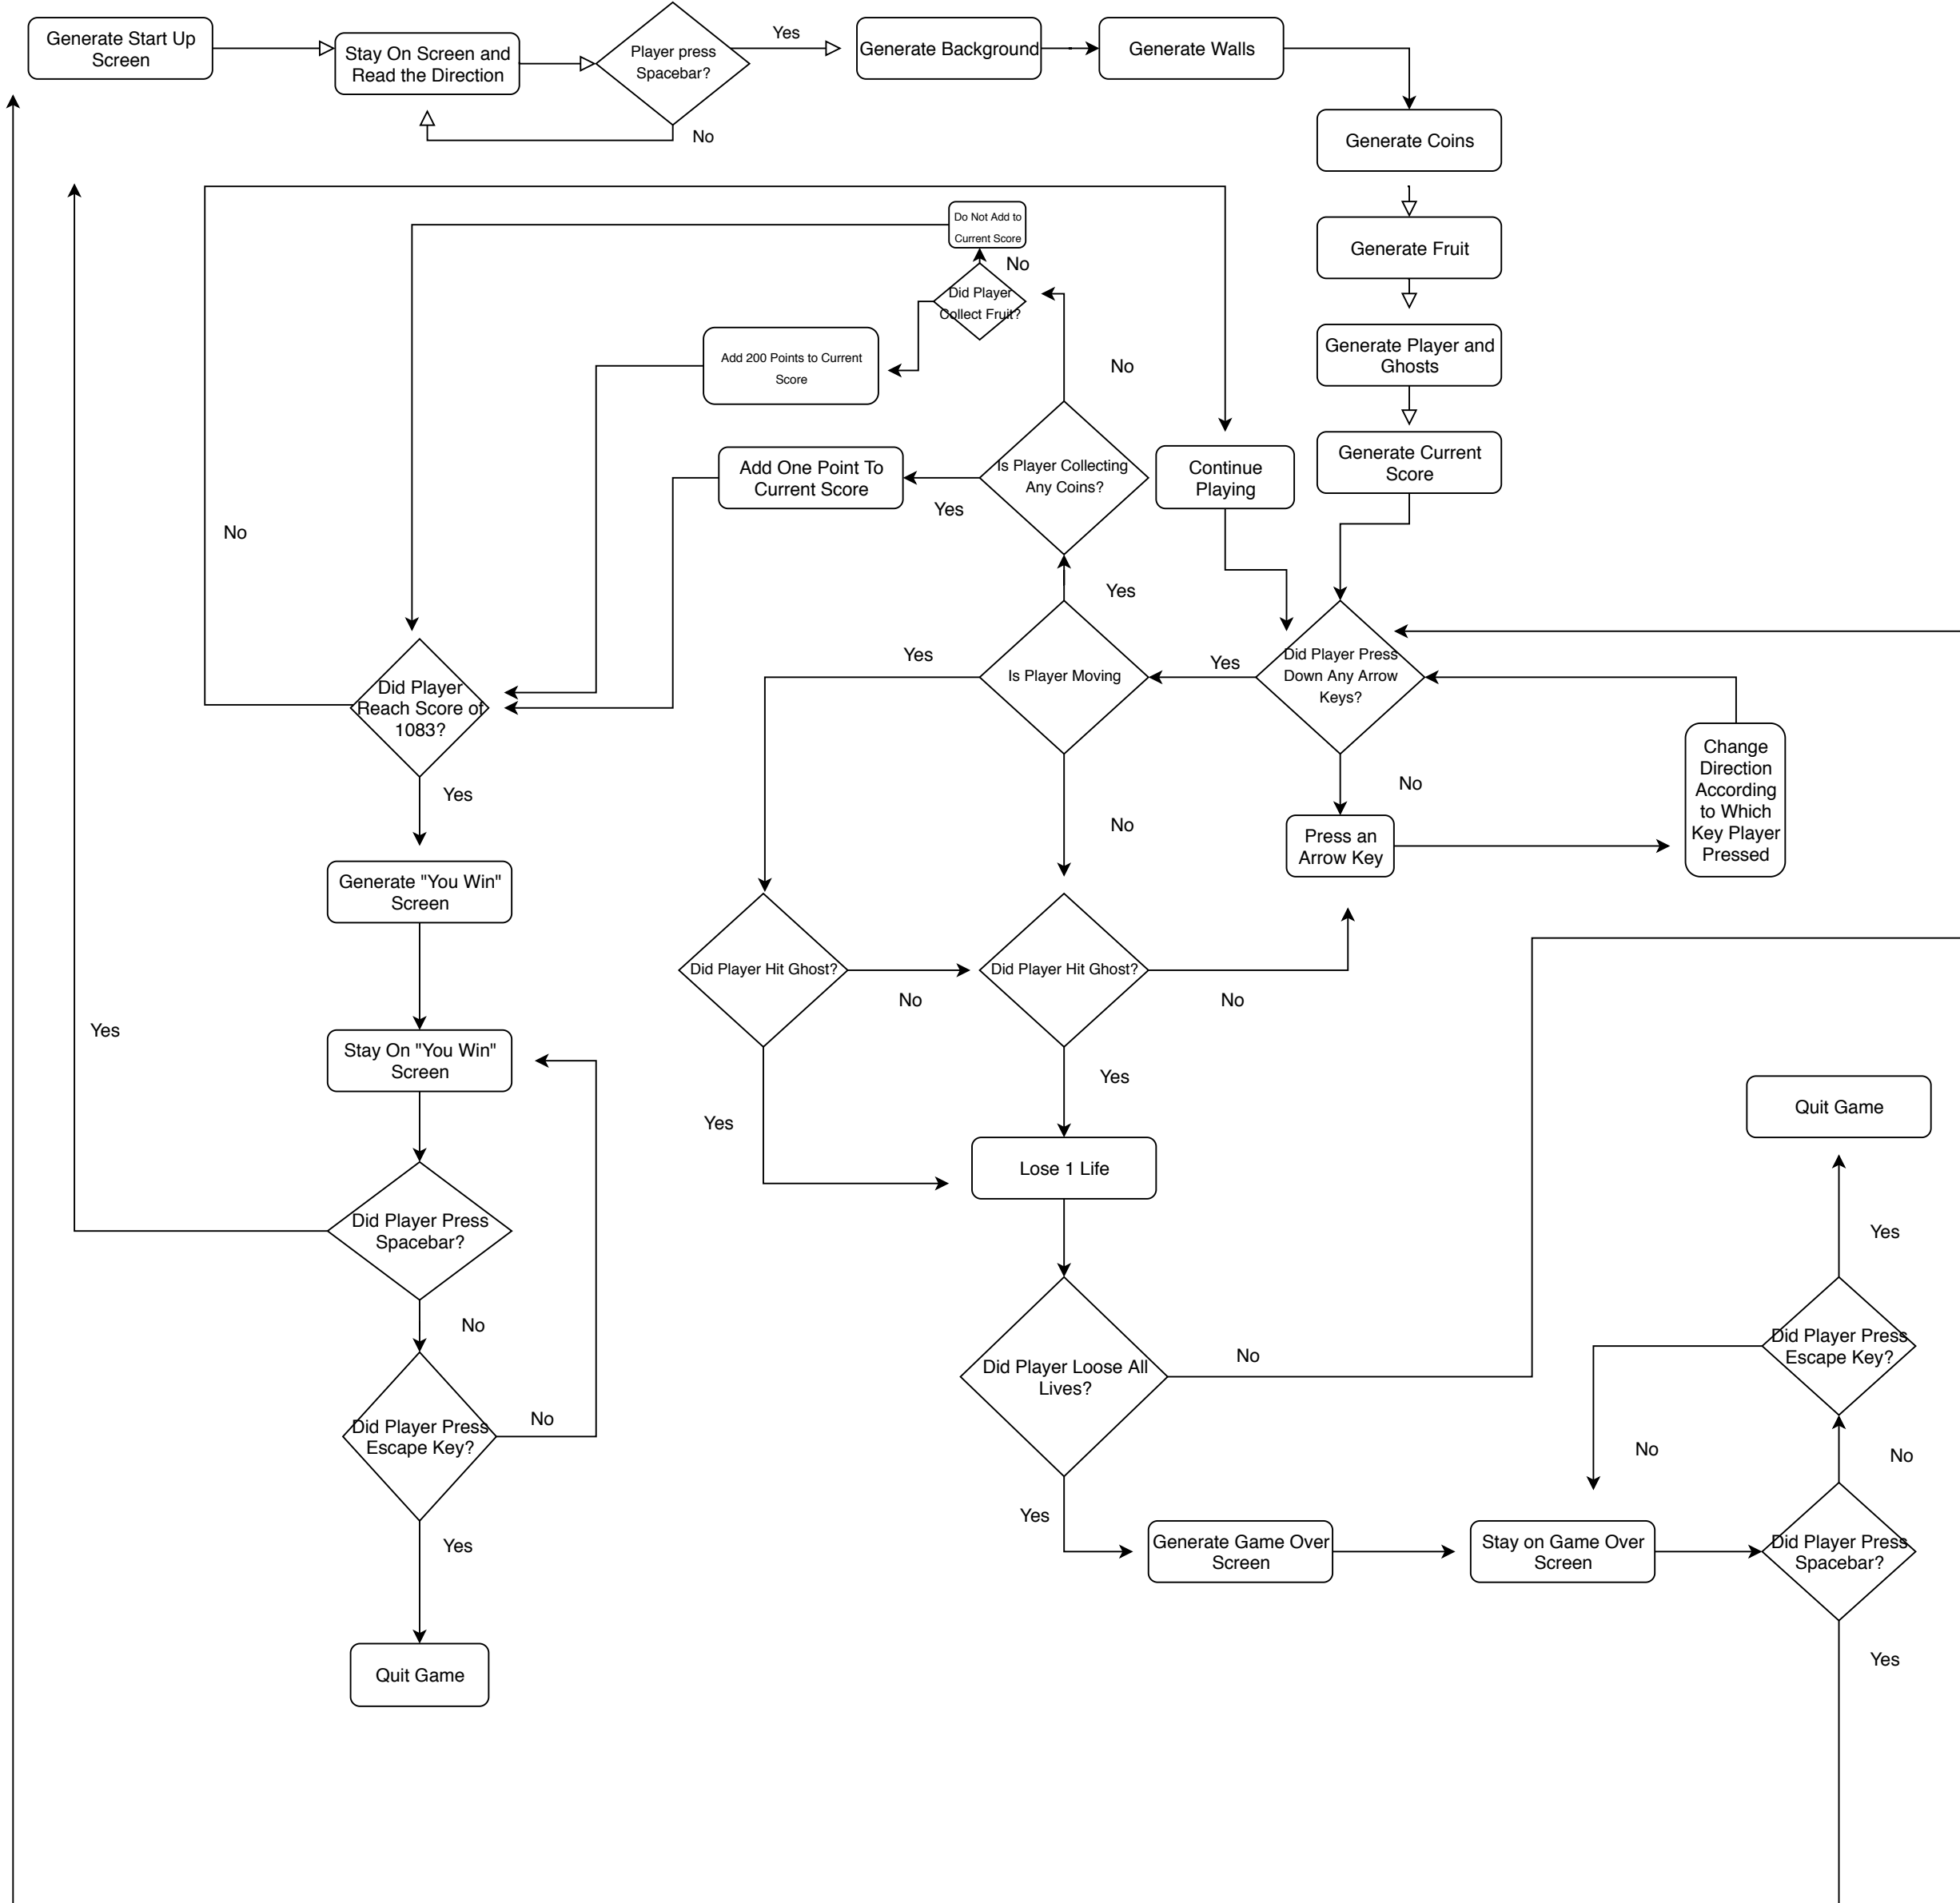 Generate Start Up
Screen
Stay On Screen and
Read the Direction
Player press
Spacebar?
Yes
No
Generate Background
Generate Walls
Generate Coins
Generate Fruit
Generate Player and
Ghosts
Generate Current
Score
Do Not Add to
Current Score
No
Did Player
Collect Fruit?
Add 200 Points to Current
Score
No
Add One Point To
Current Score
Yes
Is Player Collecting
Any Coins?
Continue
Playing
No
Yes
Yes
Is Player Moving
Yes
Did Player Press
Down Any Arrow
Keys?
Did Player
Reach Score of
1083?
Yes
No
No
Press an
Arrow Key
Change
Direction
According
to Which
Key Player
Pressed
Generate "You Win"
Screen
Did Player Hit Ghost?
No
Did Player Hit Ghost?
No
Yes
Stay On "You Win"
Screen
Yes
Yes
Lose 1 Life
Quit Game
Did Player Press
Spacebar?
No
Yes
Did Player Press
Escape Key?
No
Yes
Did Player Loose All
Lives?
No
Yes
Did Player Press
Escape Key?
No
No
Generate Game Over
Screen
Stay on Game Over
Screen
Did Player Press
Spacebar?
Yes
Quit Game